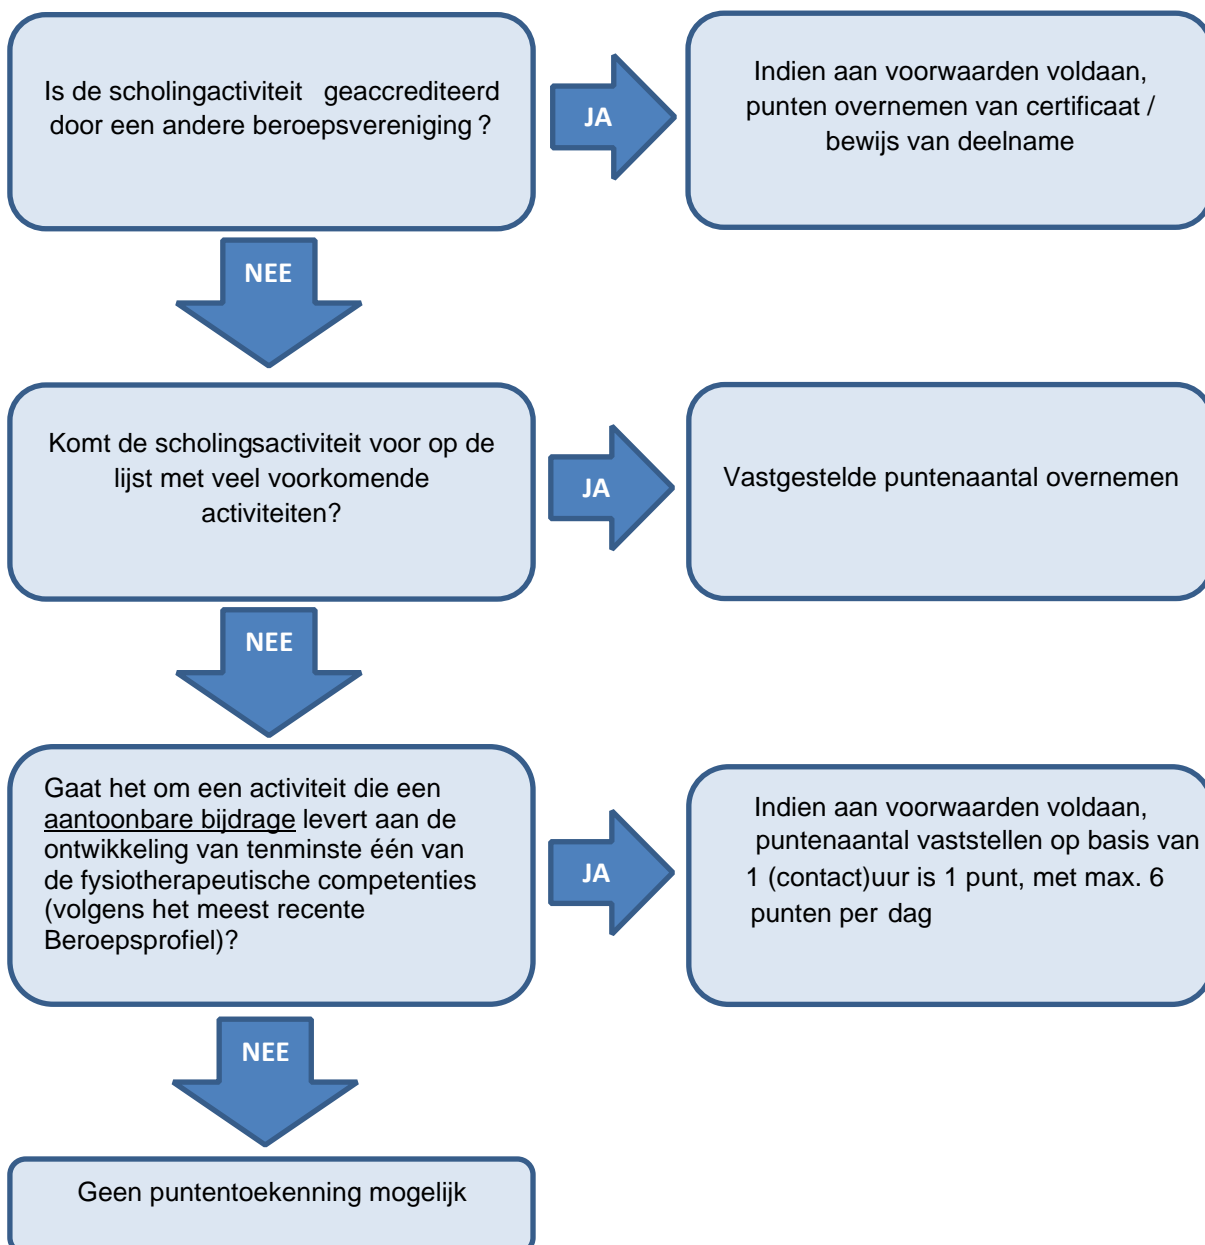 Is de scholingactiviteit geaccrediteerd
door een andere beroepsvereniging ?
JA
Indien aan voorwaarden voldaan,
punten overnemen van certificaat /
bewijs van deelname
NEE
Komt de scholingsactiviteit voor op de
lijst met veel voorkomende
activiteiten?
JA
Vastgestelde puntenaantal overnemen
NEE
Gaat het om een activiteit die een
aantoonbare bijdrage levert aan de
ontwikkeling van tenminste één van
de fysiotherapeutische competenties
(volgens het meest recente
Beroepsprofiel)?
JA
Indien aan voorwaarden voldaan,
puntenaantal vaststellen op basis van
1 (contact)uur is 1 punt, met max. 6
punten per dag
NEE
Geen puntentoekenning mogelijk